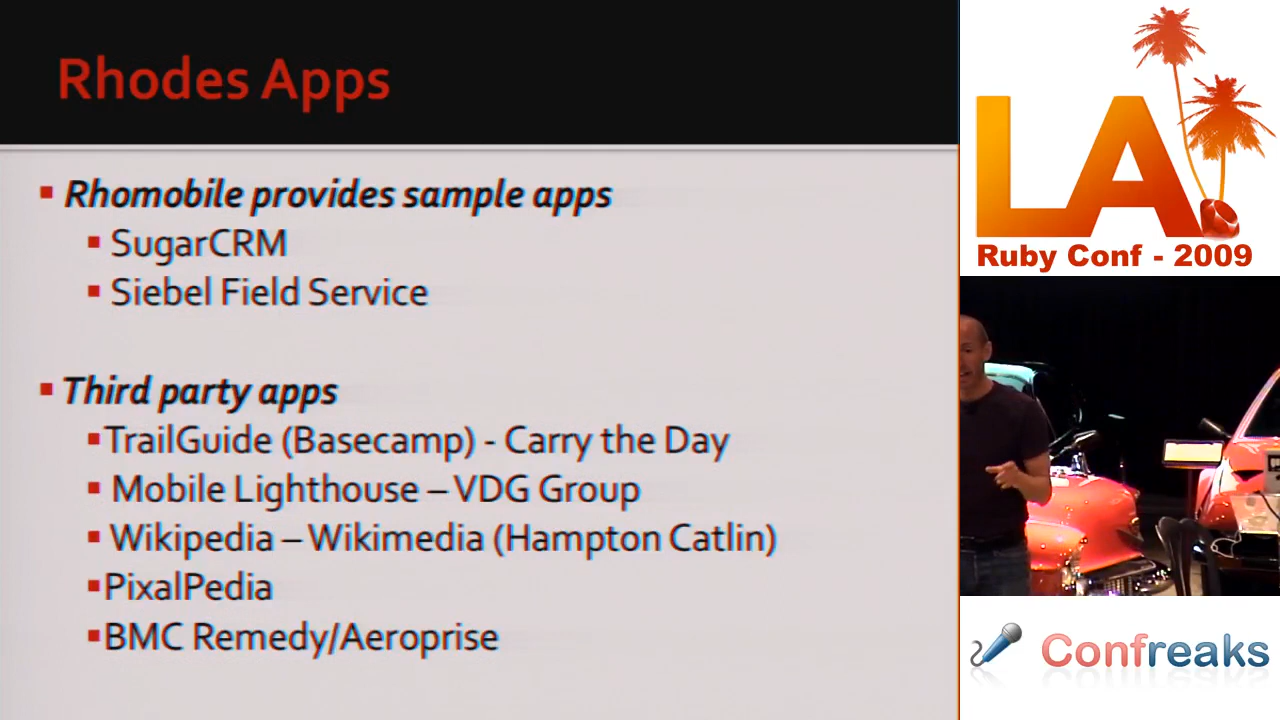 Rhodes Apps
Rhomobile provides sample apps
SugarCRM
Siebel Field Service
Third party apps
TrailGuide (Basecamp) - Carry the Day
Mobile Lighthouse – VDG Group
Wikipedia – Wikimedia (Hampton Catlin)
PixalPedia
BMC Remedy/Aeroprise
LA
Ruby Conf - 2009
Confreaks